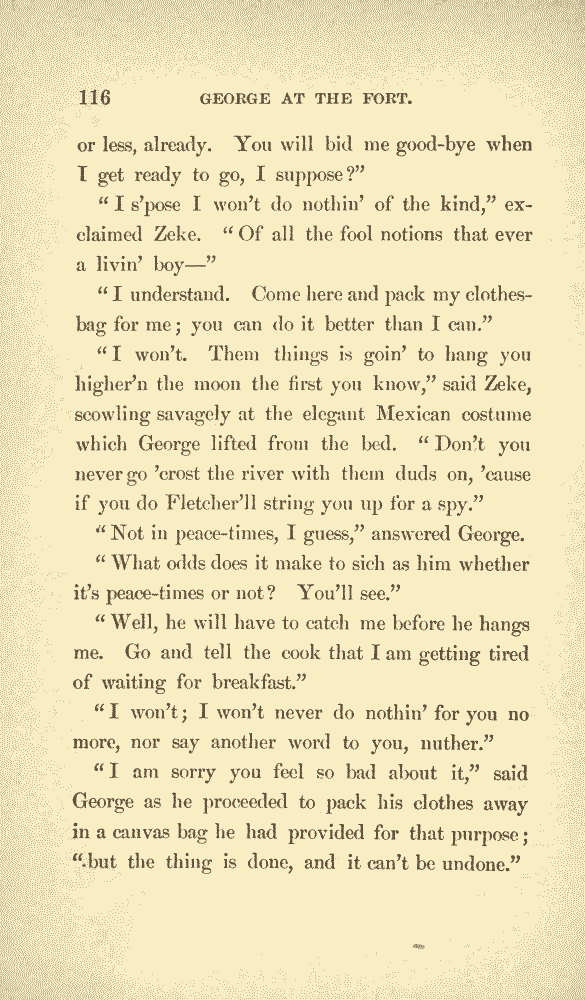 116 GEORGE AT THE FORT.
or less, already. You will bid me good-bye when
I get ready to go, I suppose?”
“I s’pose I won’t do nothin’ of the kind,” ex-
claimed Zeke. “Of all the fool notions that ever
a livin’ boy—”
“I understand. Come here and pack my clothes-
bag for me; you can do it better than I can.”
“I won’t. Them things is goin’ to hang you
higher’n the moon the first you know,” said Zeke,
scowling savagely at the elegant Mexican costume
which George lifted from the bed. “Don’t you
never go ’crost the river with them duds on, ’cause
if you do Fletcher’ll string you up for a spy.”
“Not in peace-times, I guess,” answered George.
“What odds does it make to sich as him whether
it’s peace-times or not? You’ll see.”
“Well, he will have to catch me before he hangs
me. Go and tell the cook that I am getting tired
of waiting for breakfast.”
“I won’t; I won’t never do nothin’ for you no
more, nor say another word to you, nuther.”
“I am sorry you feel so bad about it,” said
George as he proceeded to pack his clothes away
in a canvas bag he had provided for that purpose;
“but the thing is done, and it can’t be undone.”